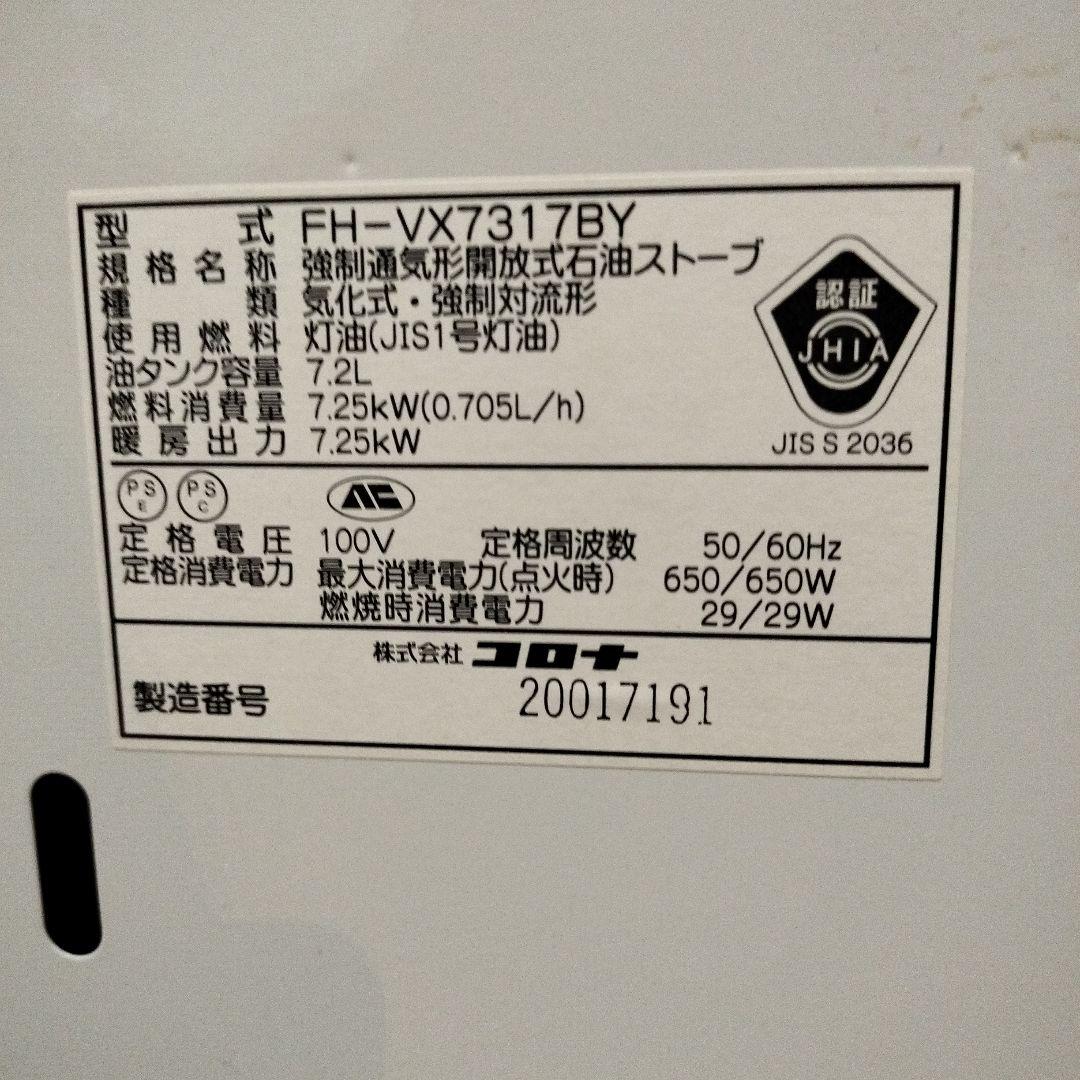 型式 FH-VX7317BY
規格名称 強制通気形開放式石油ストーブ
種類 気化式・強制対流形
使用燃料 灯油(JIS1号灯油)
油タンク容量 7.2L
燃料消費量 7.25kW(0.705L/h)
暖房出力 7.25kW
認証
JHIA
JIS S 2036
PS E PS C
定格電圧 100V 定格周波数 50/60Hz
定格消費電力 最大消費電力(点火時) 650/650W
燃焼時消費電力 29/29W
株式会社 コロナ
製造番号 20017191